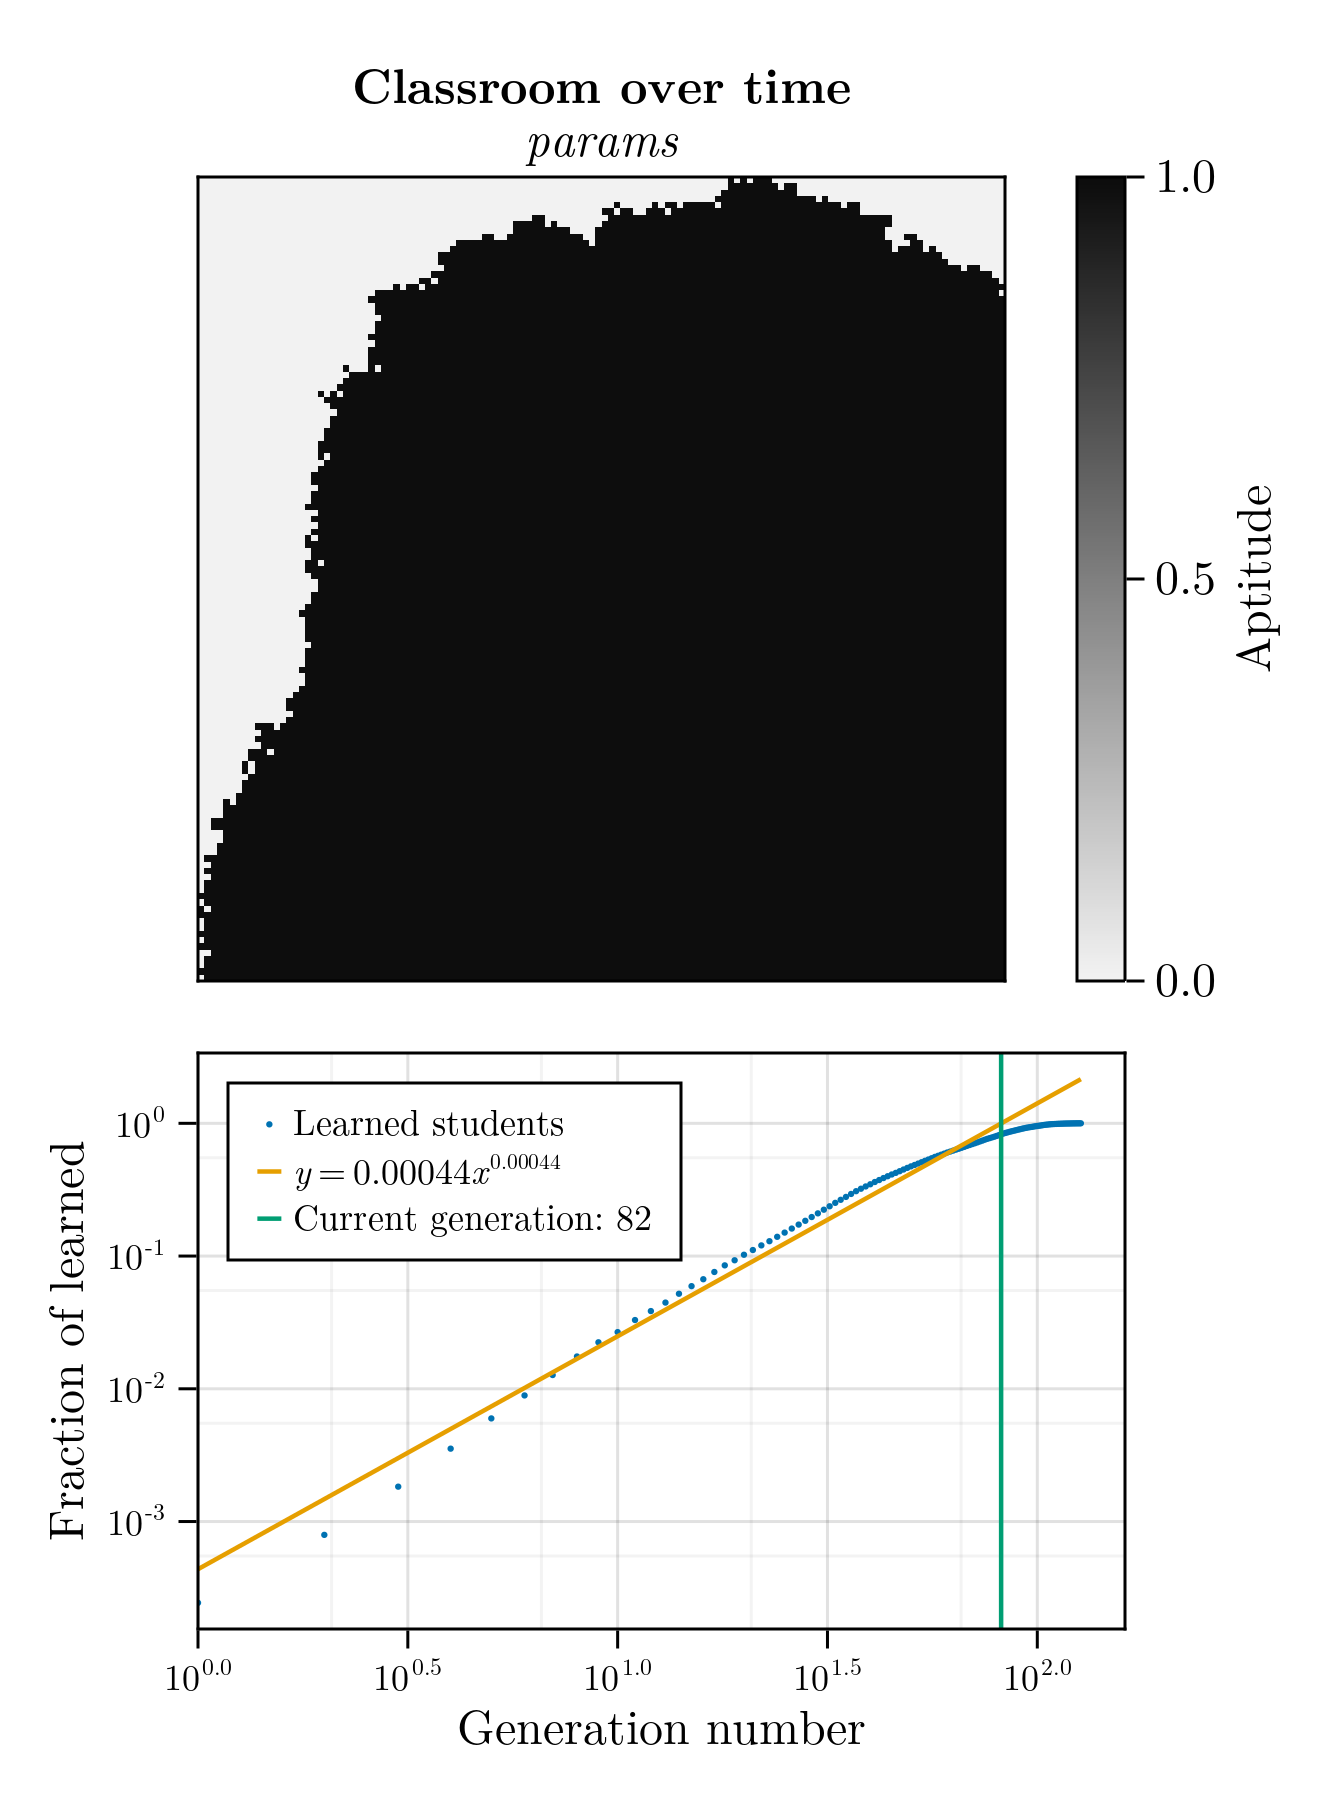 Classroom over time
params
1.0
0.5
0.0
Aptitude
Learned students
y = 0.00044x^0.00044
Current generation: 82
10^0
10^-1
10^-2
10^-3
Fraction of learned
10^0.0 10^0.5 10^1.0 10^1.5 10^2.0
Generation number